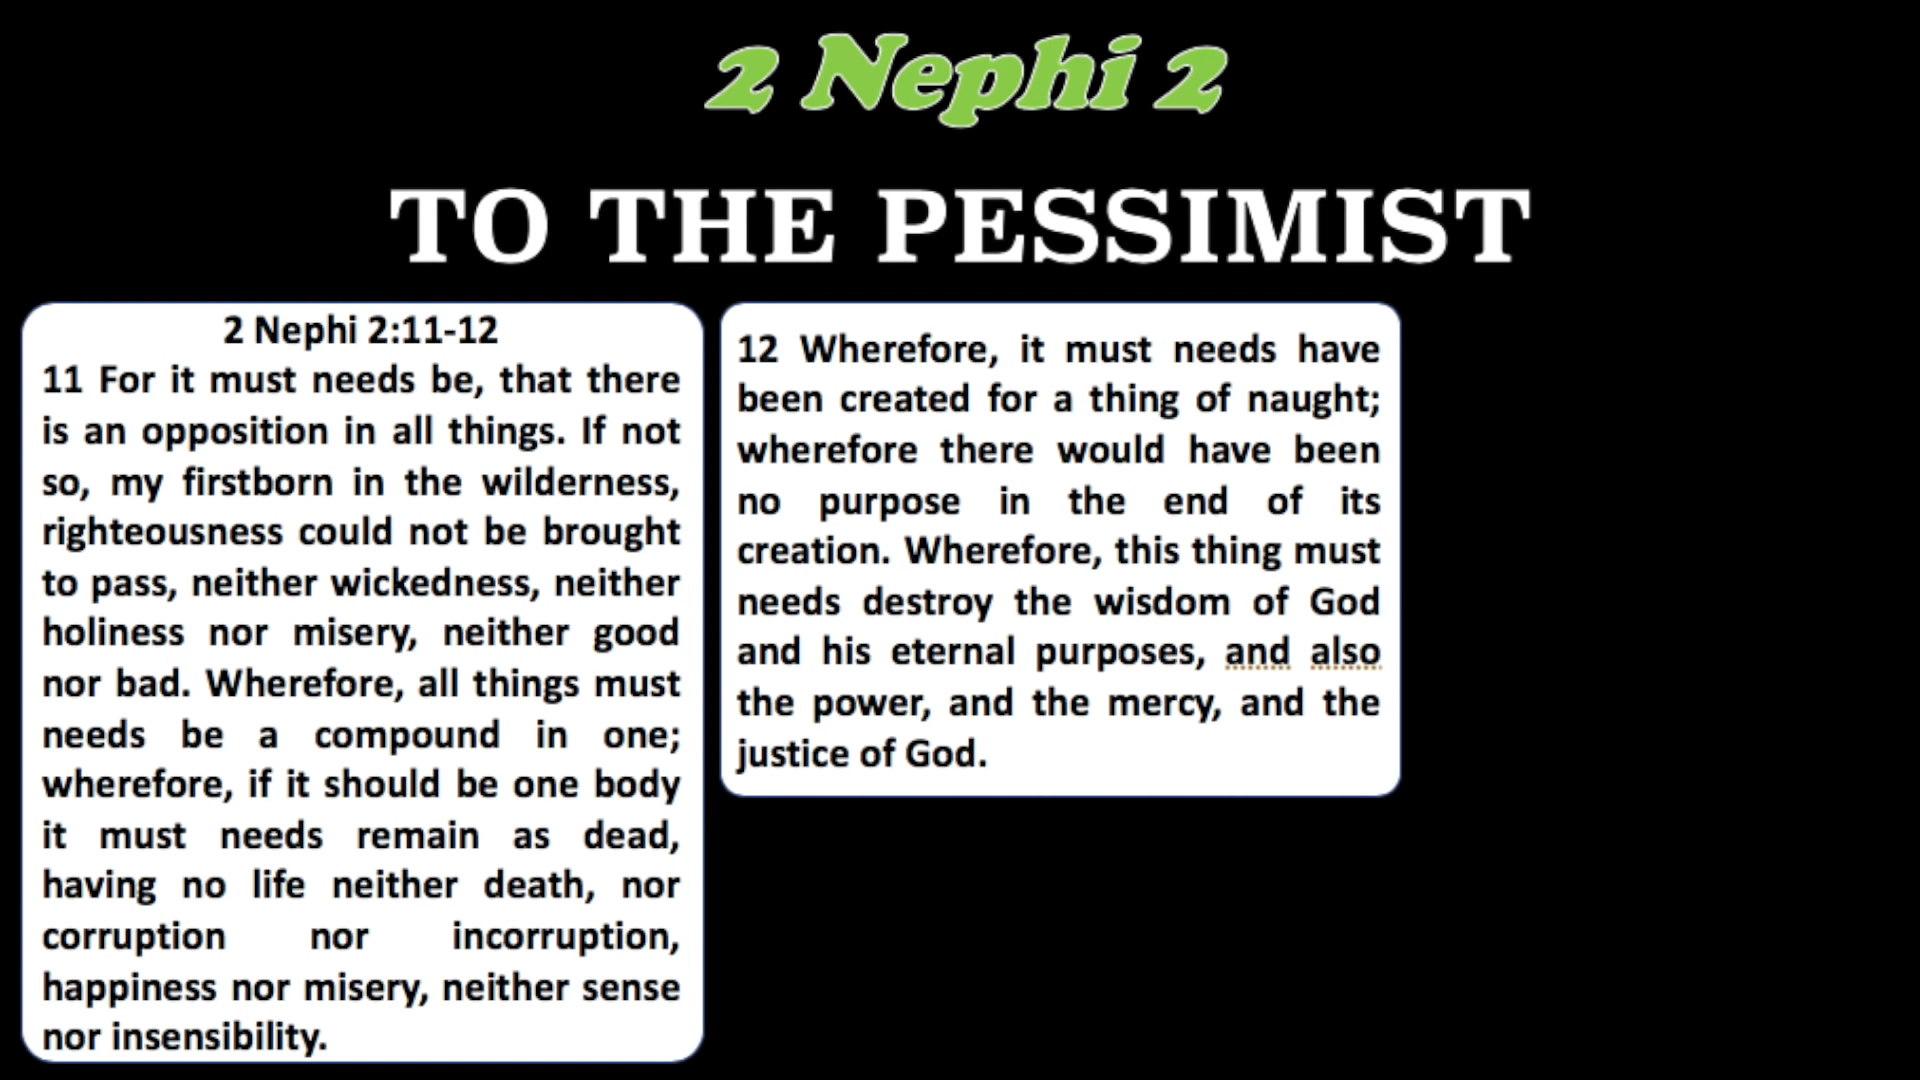 2 Nephi 2
TO THE PESSIMIST
2 Nephi 2:11-12
11 For it must needs be, that there
is an opposition in all things. If not
so, my firstborn in the wilderness,
righteousness could not be brought
to pass, neither wickedness, neither
holiness nor misery, neither good
nor bad. Wherefore, all things must
needs be a compound in one;
wherefore, if it should be one body
it must needs remain as dead,
having no life neither death, nor
corruption nor incorruption,
happiness nor misery, neither sense
nor insensibility.
12 Wherefore, it must needs have
been created for a thing of naught;
wherefore there would have been
no purpose in the end of its
creation. Wherefore, this thing must
needs destroy the wisdom of God
and his eternal purposes, and also
the power, and the mercy, and the
justice of God.